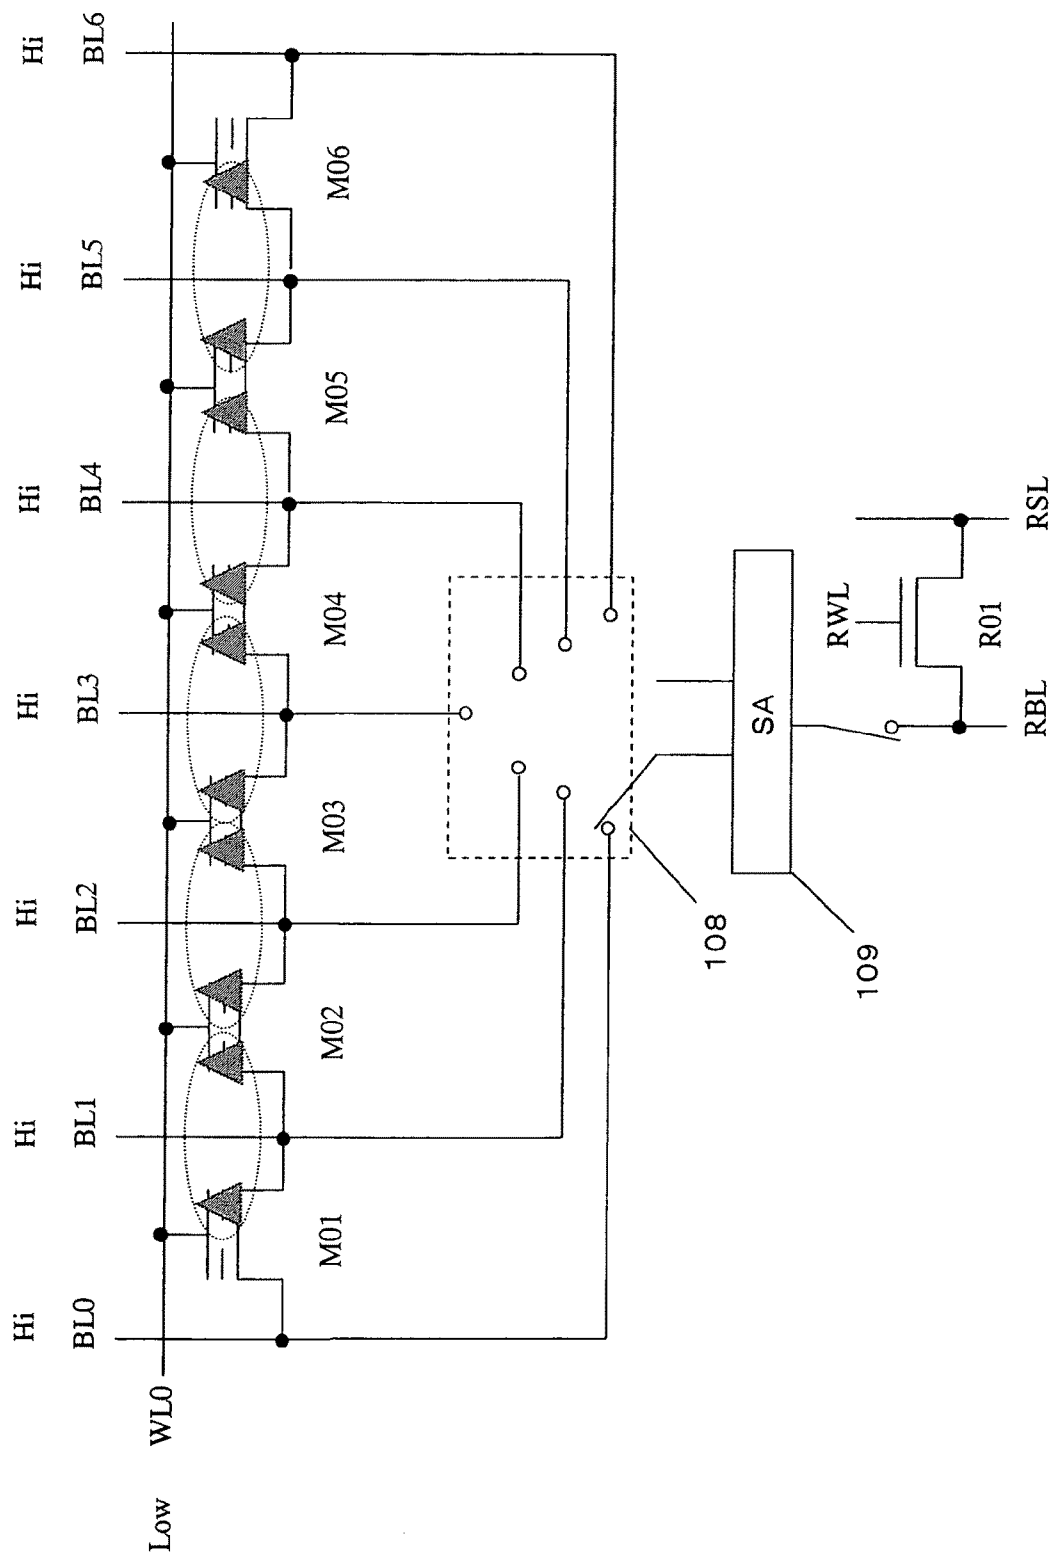 Hi Hi Hi Hi Hi Hi Hi
BL0 BL1 BL2 BL3 BL4 BL5 BL6
Low WL0
M01 M02 M03 M04 M05 M06
108
SA
109
RWL
R01
RBL RSL